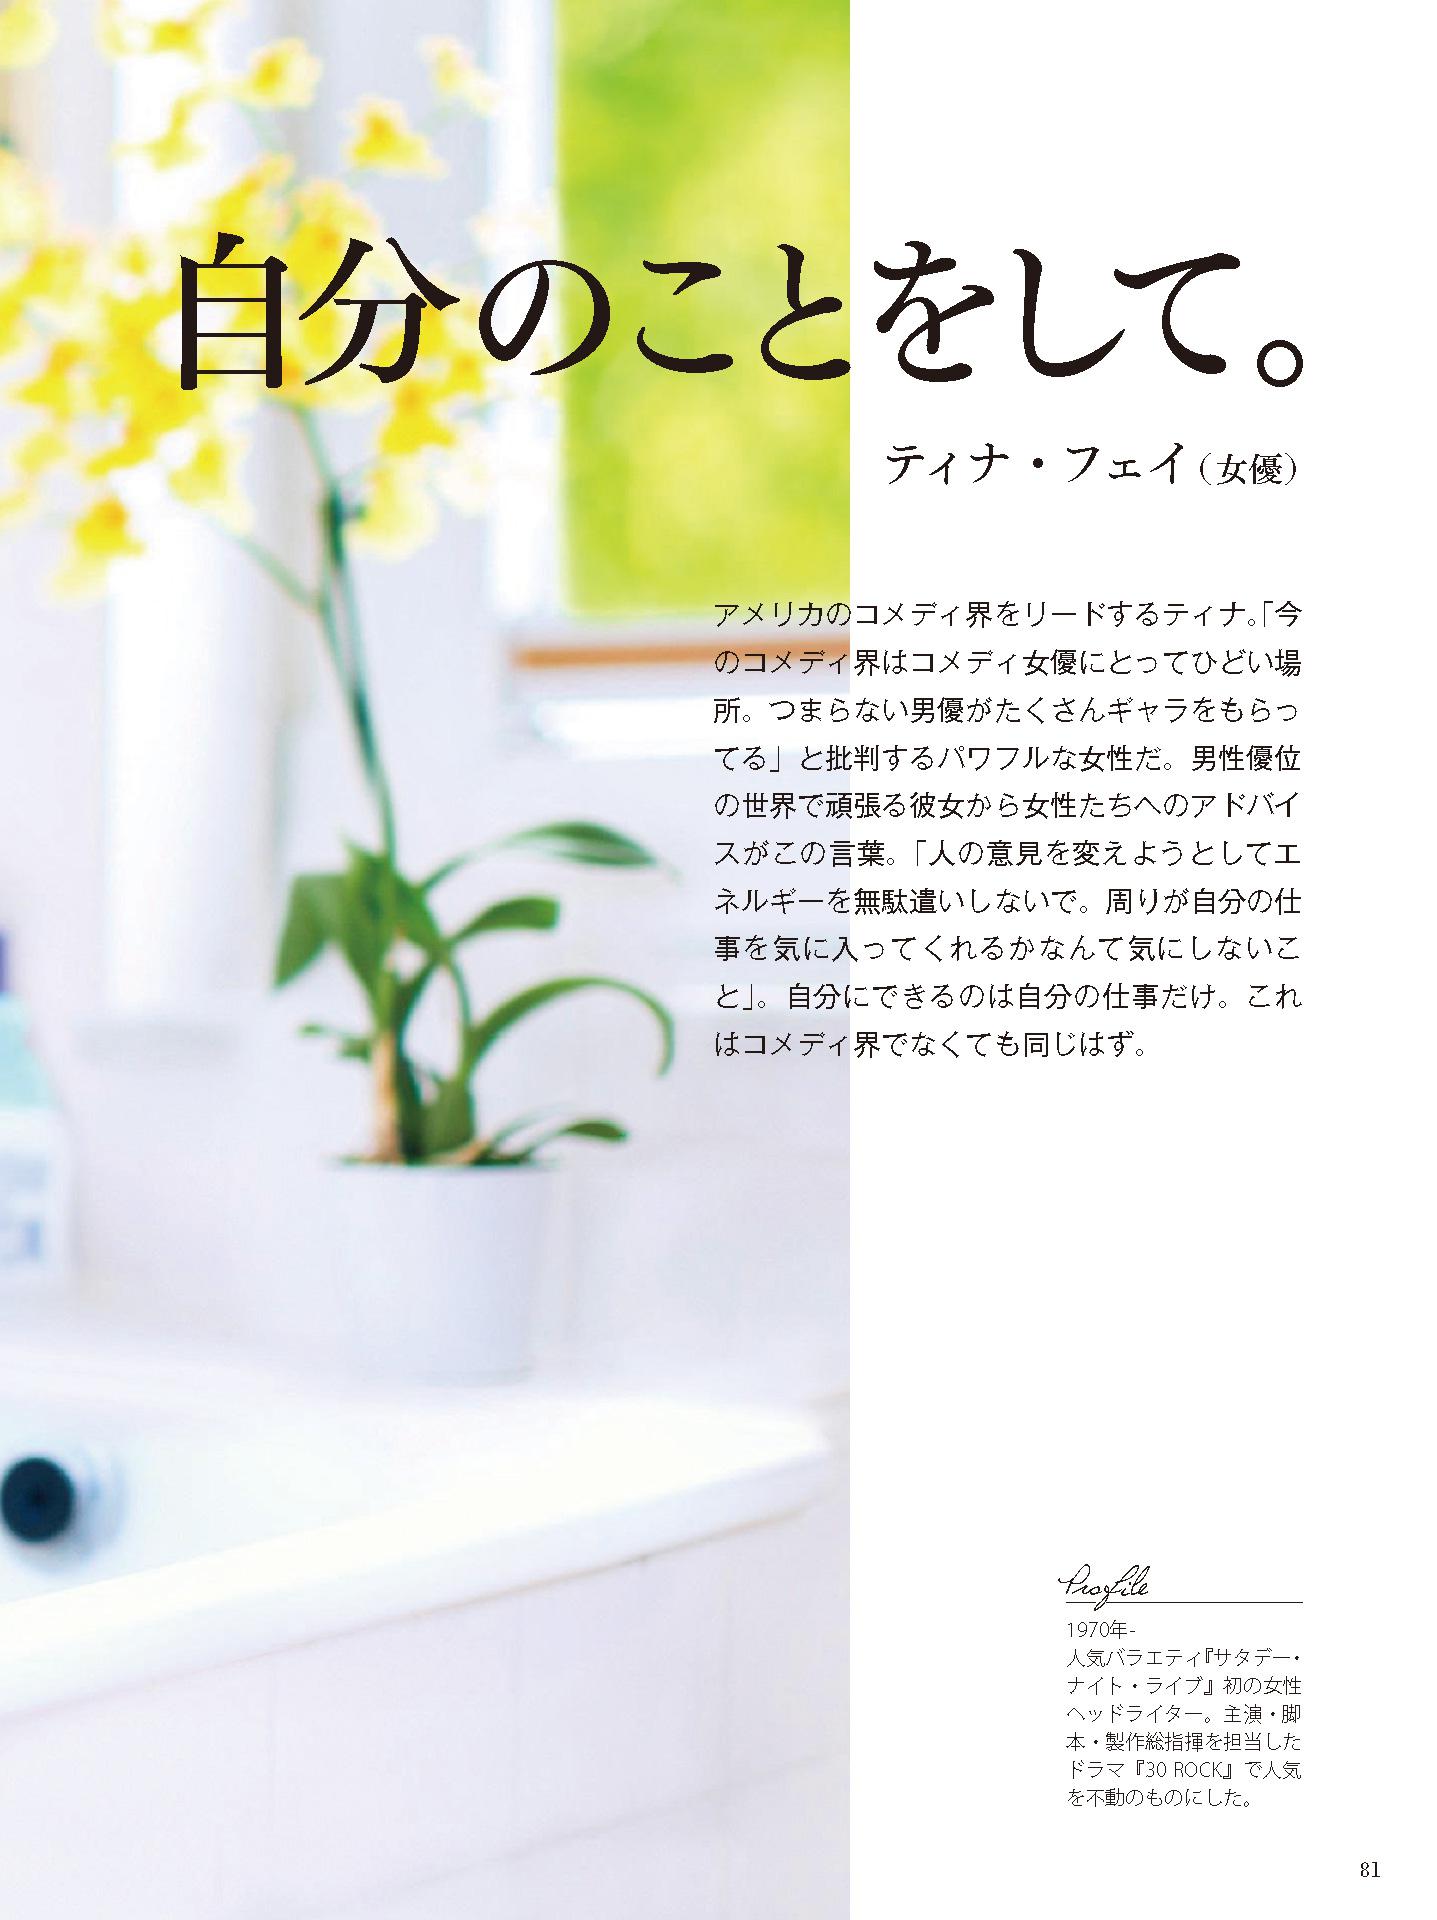 自分のことをして。
ティナ・フェイ（女優）
アメリカのコメディ界をリードするティナ。「今
のコメディ界はコメディ女優にとってひどい場
所。つまらない男優がたくさんギャラをもらっ
てる」と批判するパワフルな女性だ。男性優位
の世界で頑張る彼女から女性たちへのアドバイ
スがこの言葉。「人の意見を変えようとしてエ
ネルギーを無駄遣いしないで。周りが自分の仕
事を気に入ってくれるかなんて気にしないこ
と」。自分にできるのは自分の仕事だけ。これ
はコメディ界でなくても同じはず。
Profile
1970年-
人気バラエティ『サタデー・
ナイト・ライブ』初の女性
ヘッドライター。主演・脚
本・製作総指揮を担当した
ドラマ『30 ROCK』で人気
を不動のものにした。
81